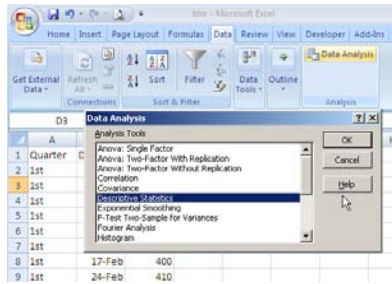 Microsoft Excel
Home Insert Page Layout Formulas Data Review View Developer Add-Ins
Get External Data Refresh All Sort Filter Data Tools Outline Data Analysis
Connections Sort & Filter Analysis
D3
Data Analysis
Analysis Tools
Anova: Single Factor
Anova: Two-Factor With Replication
Anova: Two-Factor Without Replication
Correlation
Covariance
Descriptive Statistics
Exponential Smoothing
F-Test Two-Sample for Variances
Fourier Analysis
Histogram
OK
Cancel
Help
A
1 Quarter D
2 1st
3 1st
4 1st
5 1st
6 1st
7 1st
8 1st 17-Feb 400
9 1st 24-Feb 410